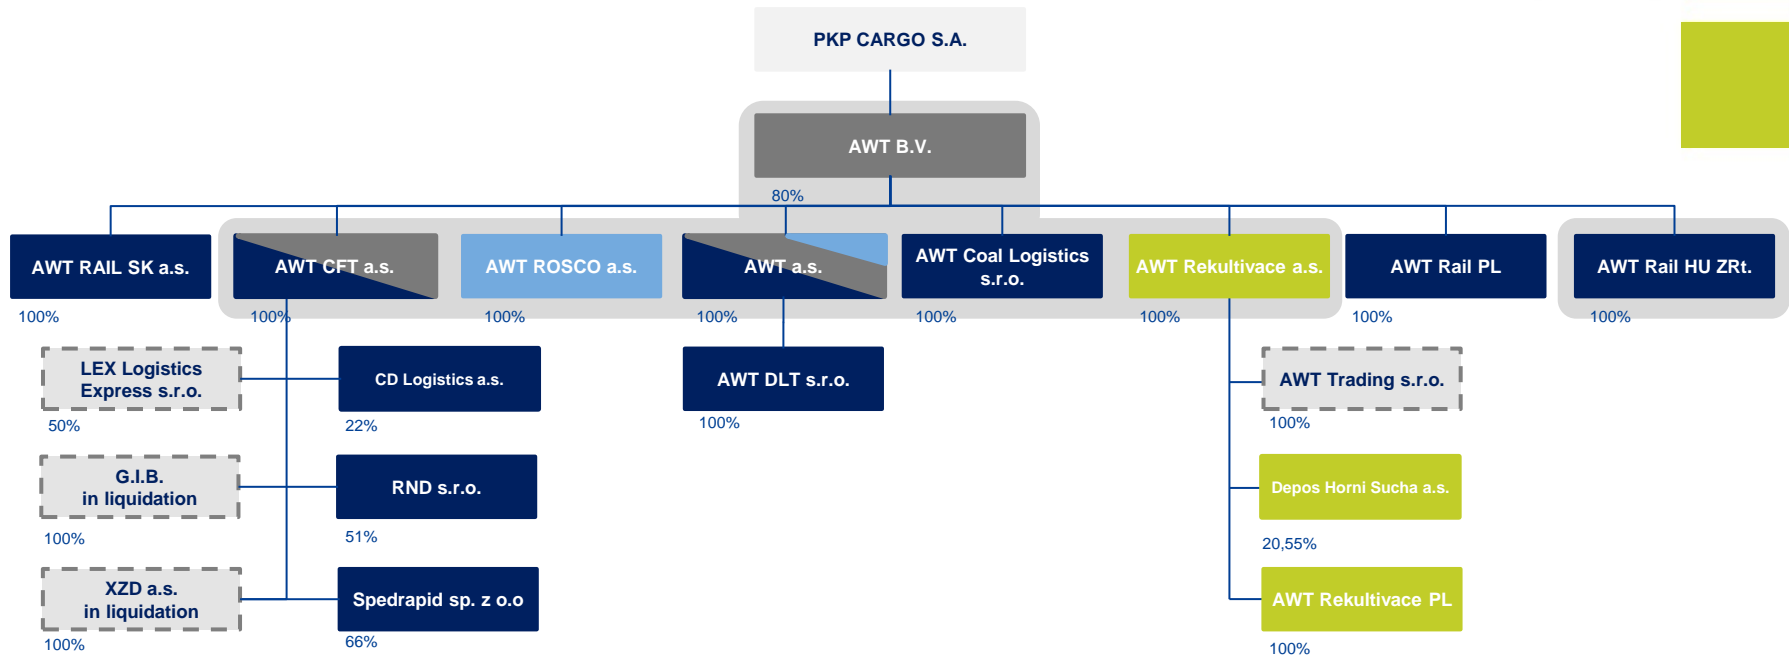 PKP CARGO S.A.
AWT B.V.
80%
AWT RAIL SK a.s.
100%
AWT CFT a.s.
100%
AWT ROSCO a.s.
100%
AWT a.s.
100%
AWT Coal Logistics
s.r.o.
100%
AWT Rekultivace a.s.
100%
AWT Rail PL
100%
AWT Rail HU ZRt.
100%
LEX Logistics
Express s.r.o.
50%
CD Logistics a.s.
22%
AWT DLT s.r.o.
100%
AWT Trading s.r.o.
100%
G.I.B.
in liquidation
100%
RND s.r.o.
51%
Depos Horni Sucha a.s.
20,55%
XZD a.s.
in liquidation
100%
Spedrapid sp. z o.o
66%
AWT Rekultivace PL
100%